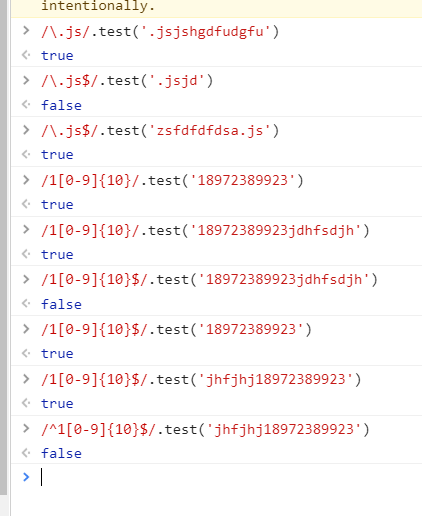 intentionally.
/\.js/.test('.jsjshgdfudgfu')
true
/\.js$/.test('.jsjd')
false
/\.js$/.test('zsfdfdfdsa.js')
true
/1[0-9]{10}/.test('18972389923')
true
/1[0-9]{10}/.test('18972389923jdhfsdjh')
true
/1[0-9]{10}$/.test('18972389923jdhfsdjh')
false
/1[0-9]{10}$/.test('18972389923')
true
/1[0-9]{10}$/.test('jhfjhj18972389923')
true
/^1[0-9]{10}$/.test('jhfjhj18972389923')
false